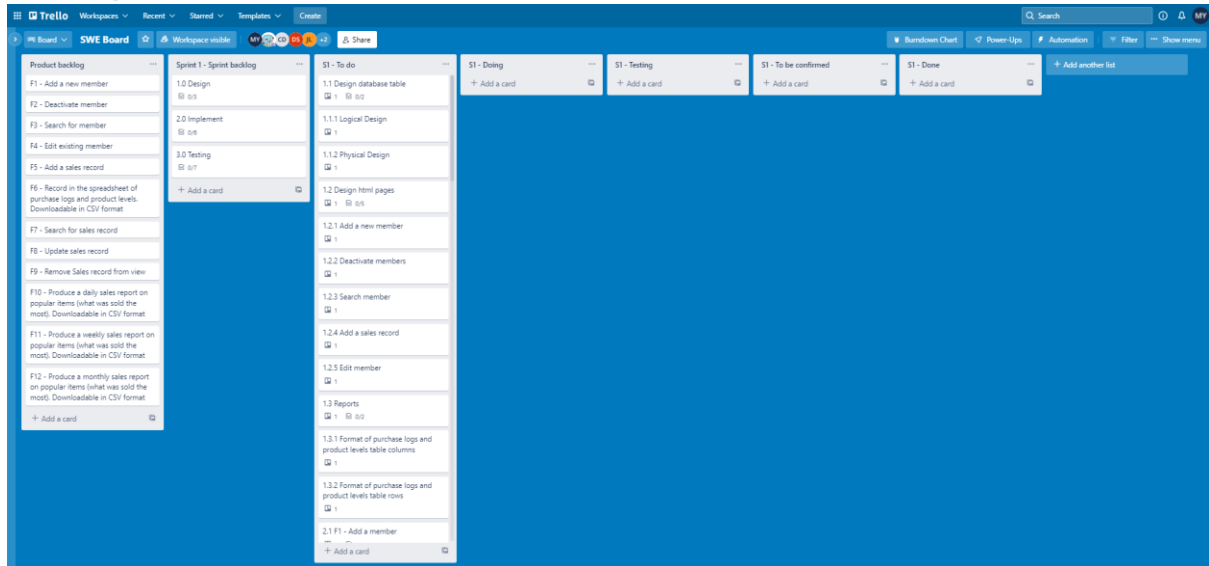 Trello
Workspaces
Recent
Starred
Templates
Create
Search
MY
Board
SWE Board
Workspace visible
MY
CD
DS
JL
+2
Share
Burndown Chart
Power-Ups
Automation
Filter
Show menu
Product backlog
F1 - Add a new member
F2 - Deactivate member
F3 - Search for member
F4 - Edit existing member
F5 - Add a sales record
F6 - Record in the spreadsheet of
purchase logs and product levels.
Downloadable in CSV format
F7 - Search for sales record
F8 - Update sales record
F9 - Remove Sales record from view
F10 - Produce a daily sales report on
popular items (what was sold the
most). Downloadable in CSV format
F11 - Produce a weekly sales report on
popular items (what was sold the
most). Downloadable in CSV format
F12 - Produce a monthly sales report
on popular items (what was sold the
most). Downloadable in CSV format
+ Add a card
Sprint 1 - Sprint backlog
1.0 Design
0/3
2.0 Implement
0/8
3.0 Testing
0/7
+ Add a card
S1 - To do
1.1 Design database table
1 0/2
1.1.1 Logical Design
1
1.1.2 Physical Design
1
1.2 Design html pages
1 0/5
1.2.1 Add a new member
1
1.2.2 Deactivate members
1
1.2.3 Search member
1
1.2.4 Add a sales record
1
1.2.5 Edit member
1
1.3 Reports
1 0/2
1.3.1 Format of purchase logs and
product levels table columns
1
1.3.2 Format of purchase logs and
product levels table rows
1
2.1 F1 - Add a member
+ Add a card
S1 - Doing
+ Add a card
S1 - Testing
+ Add a card
S1 - To be confirmed
+ Add a card
S1 - Done
+ Add a card
+ Add another list